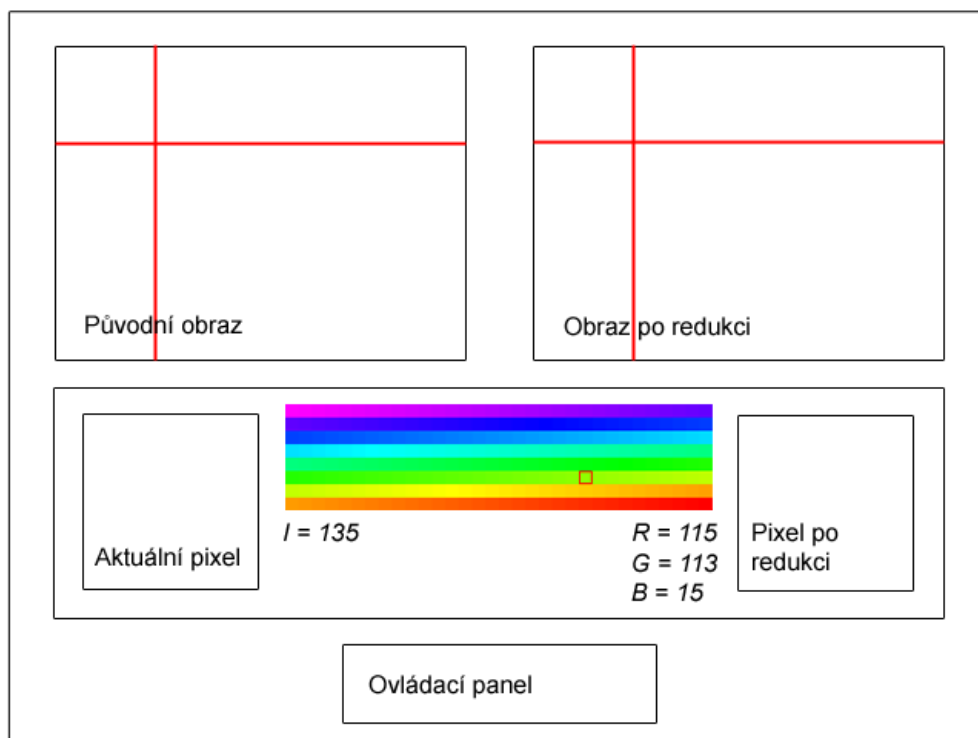 Původní obraz
Obraz po redukci
Aktuální pixel
I = 135
R = 115
G = 113
B = 15
Pixel po
redukci
Ovládací panel